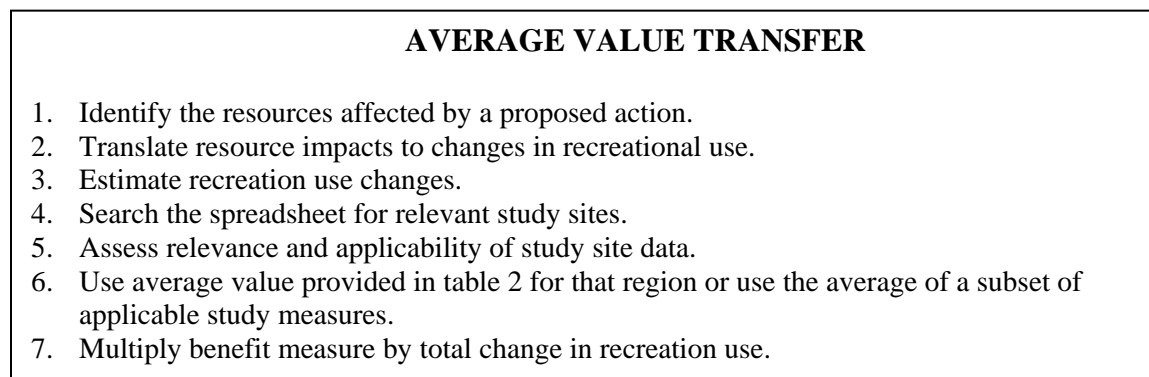 AVERAGE VALUE TRANSFER
1. Identify the resources affected by a proposed action.
2. Translate resource impacts to changes in recreational use.
3. Estimate recreation use changes.
4. Search the spreadsheet for relevant study sites.
5. Assess relevance and applicability of study site data.
6. Use average value provided in table 2 for that region or use the average of a subset of
applicable study measures.
7. Multiply benefit measure by total change in recreation use.